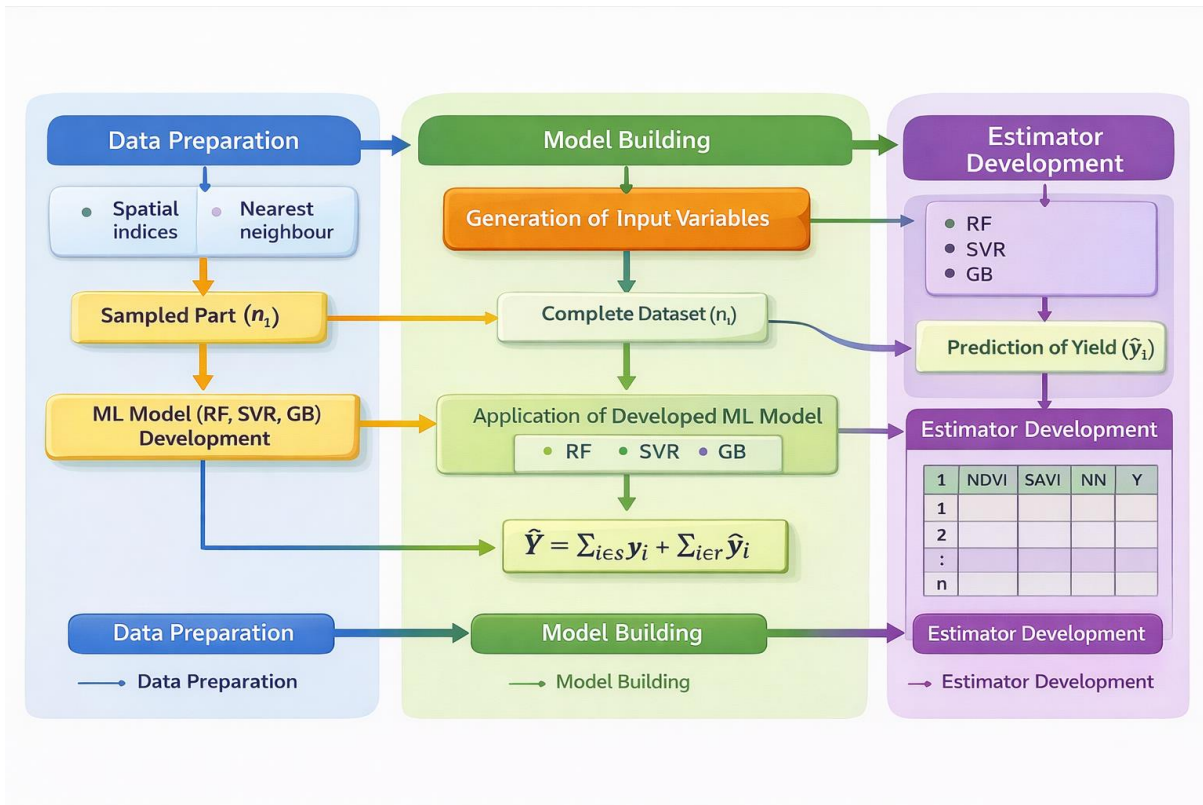 Data Preparation
Spatial
indices
Nearest
neighbour
Sampled Part (n₁)
ML Model (RF, SVR, GB)
Development
Data Preparation
Data Preparation
Model Building
Generation of Input Variables
Complete Dataset (nᵢ)
Application of Developed ML Model
RF SVR GB
Ŷ = ∑i∈s yi + ∑i∈r ŷi
Model Building
Model Building
Estimator
Development
RF
SVR
GB
Prediction of Yield (ŷᵢ)
Estimator Development
1 NDVI SAVI NN Y
1
2
:
n
Estimator Development
Estimator Development